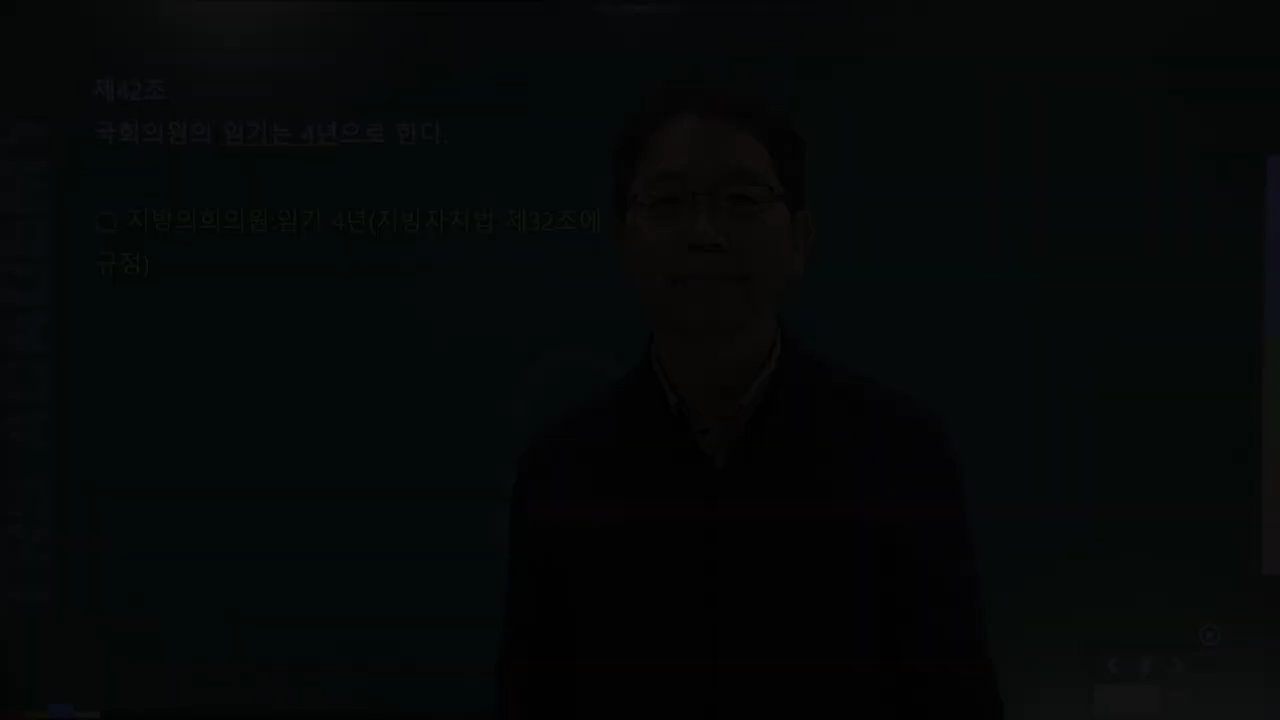 제42조
국회의원의 임기는 4년으로 한다.
□ 지방의회의원:임기 4년(지방자치법 제32조에
규정)